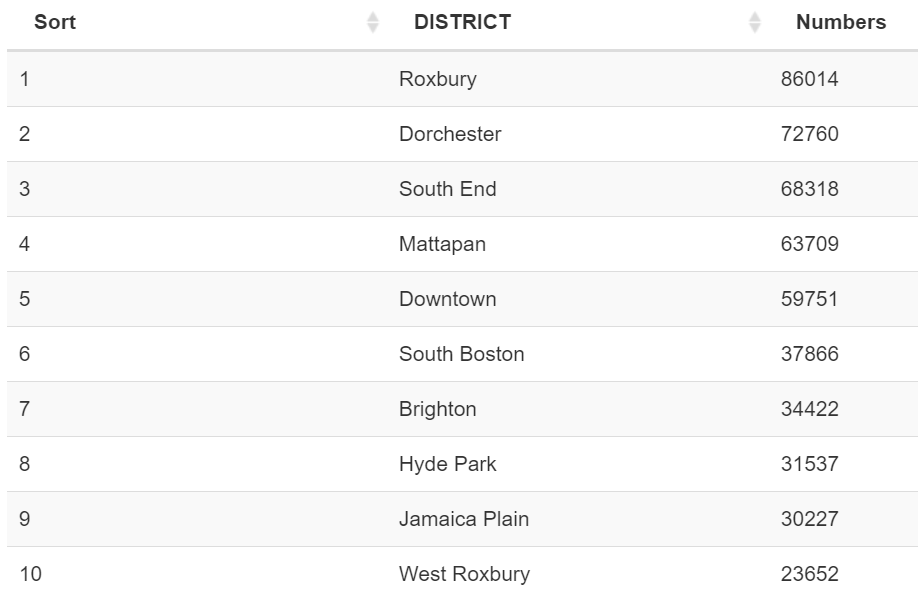 Sort DISTRICT Numbers
1 Roxbury 86014
2 Dorchester 72760
3 South End 68318
4 Mattapan 63709
5 Downtown 59751
6 South Boston 37866
7 Brighton 34422
8 Hyde Park 31537
9 Jamaica Plain 30227
10 West Roxbury 23652